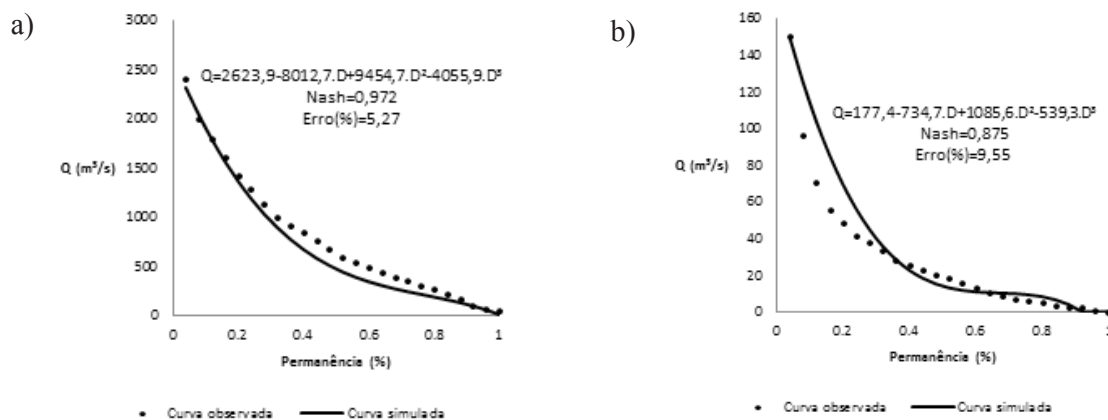 a)
3000
2500
2000
1500
1000
500
0
Q (m³/s)
Q=2623,9-8012,7.D+9454,7.D²-4055,9.D³
Nash=0,972
Erro(%)=5,27
0 0.2 0.4 0.6 0.8 1
Permanência (%)
Curva observada Curva simulada
b)
160
140
120
100
80
60
40
20
0
Q (m³/s)
Q=177,4-734,7.D+1085,6.D²-539,3.D³
Nash=0,875
Erro(%)=9,55
0 0.2 0.4 0.6 0.8 1
Permanência (%)
Curva observada Curva simulada